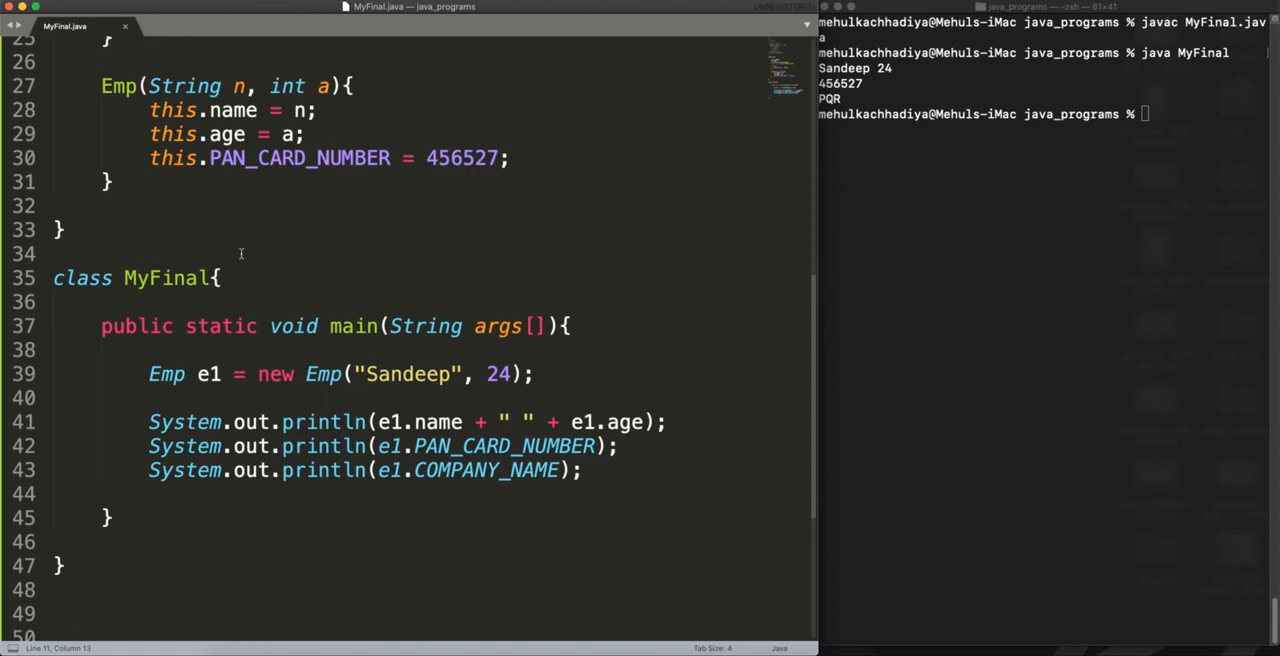 MyFinal.java — java_programs
UNREGISTERED
MyFinal.java ×
25 }
26
27 Emp(String n, int a){
28 this.name = n;
29 this.age = a;
30 this.PAN_CARD_NUMBER = 456527;
31 }
32
33 }
34
35 class MyFinal{
36
37 public static void main(String args[]){
38
39 Emp e1 = new Emp("Sandeep", 24);
40
41 System.out.println(e1.name + " " + e1.age);
42 System.out.println(e1.PAN_CARD_NUMBER);
43 System.out.println(e1.COMPANY_NAME);
44
45 }
46
47 }
48
49
50
Line 11, Column 13
Tab Size: 4
Java
java_programs — -zsh — 61×41
mehulkachhadiya@Mehuls-iMac java_programs % javac MyFinal.jav
a
mehulkachhadiya@Mehuls-iMac java_programs % java MyFinal
Sandeep 24
456527
PQR
mehulkachhadiya@Mehuls-iMac java_programs %